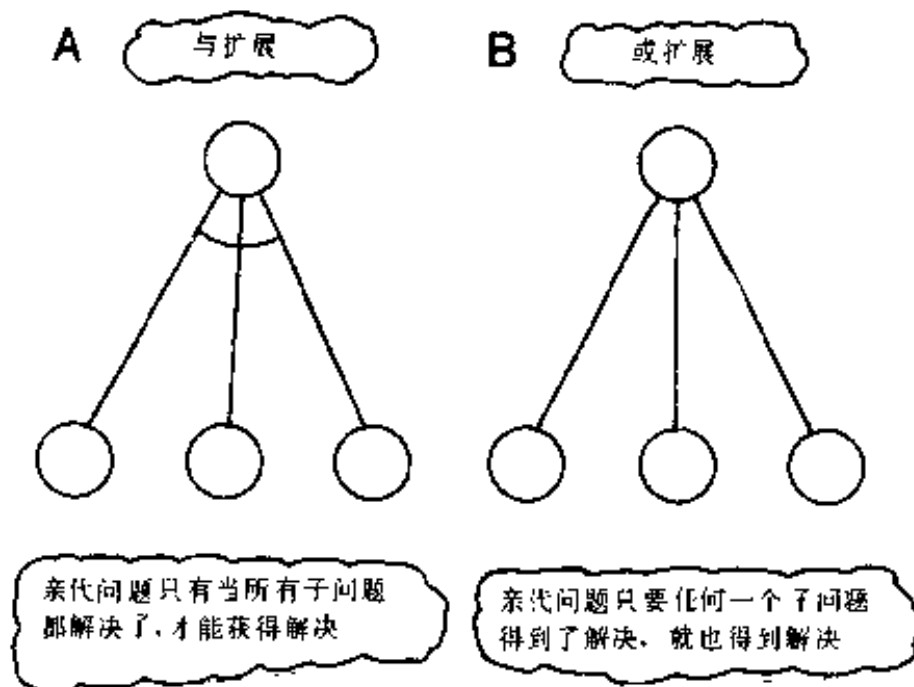 A
与扩展
B
或扩展
亲代问题只有当所有子问题
都解决了，才能获得解决
亲代问题只要任何一个子问题
得到了解决，就也得到解决